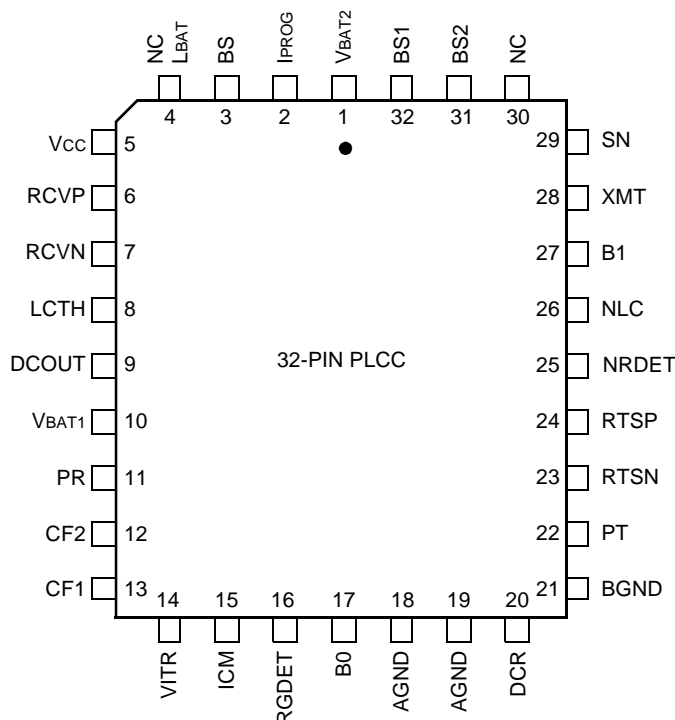 NC
LBAT
BS
IPROG
VBAT2
BS1
BS2
NC
4
3
2
1
32
31
30
VCC
5
29
SN
RCVP
6
28
XMT
RCVN
7
27
B1
LCTH
8
26
NLC
DCOUT
9
32-PIN PLCC
25
NRDET
VBAT1
10
24
RTSP
PR
11
23
RTSN
CF2
12
22
PT
CF1
13
21
BGND
14
15
16
17
18
19
20
VITR
ICM
RGDET
B0
AGND
AGND
DCR